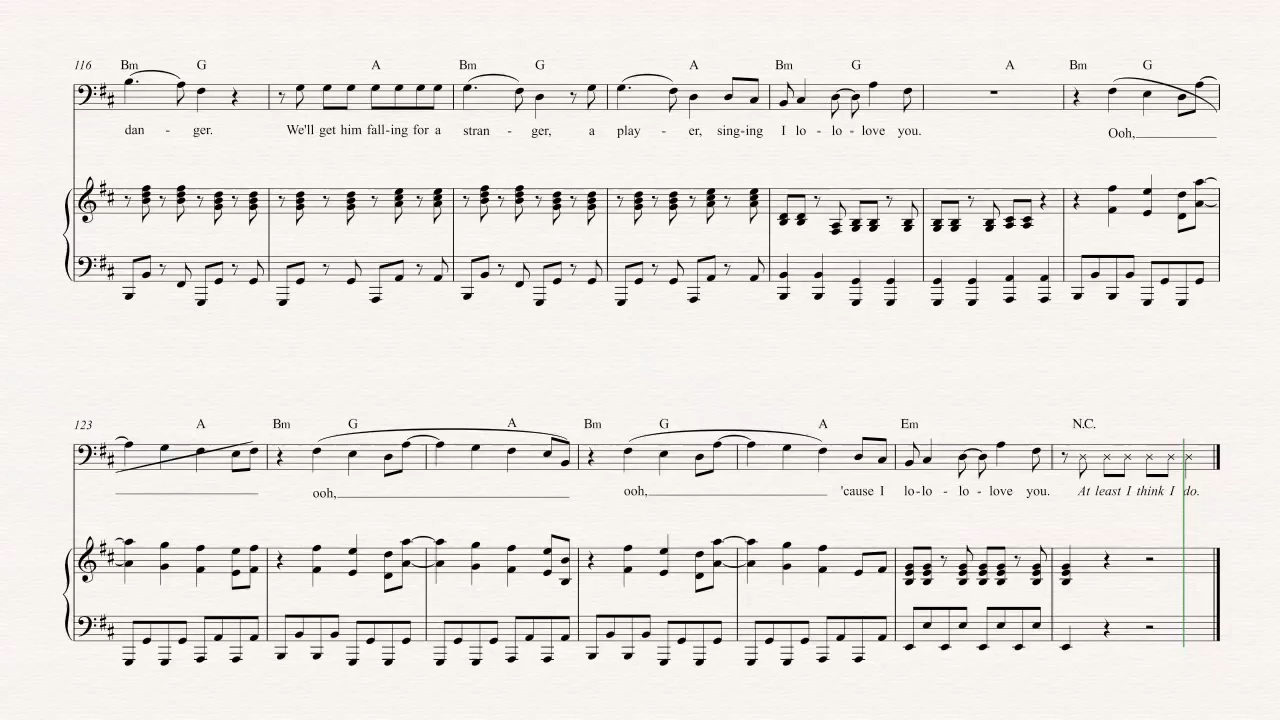 116 Bm G A Bm G A Bm G A Bm G
dan - ger. We'll get him fall-ing for a stran - ger, a play - er, sing-ing I lo - lo - love you. Ooh,
123 A Bm G A Bm G A Em N.C.
ooh, ooh, 'cause I lo-lo - lo - love you. At least I think I do.